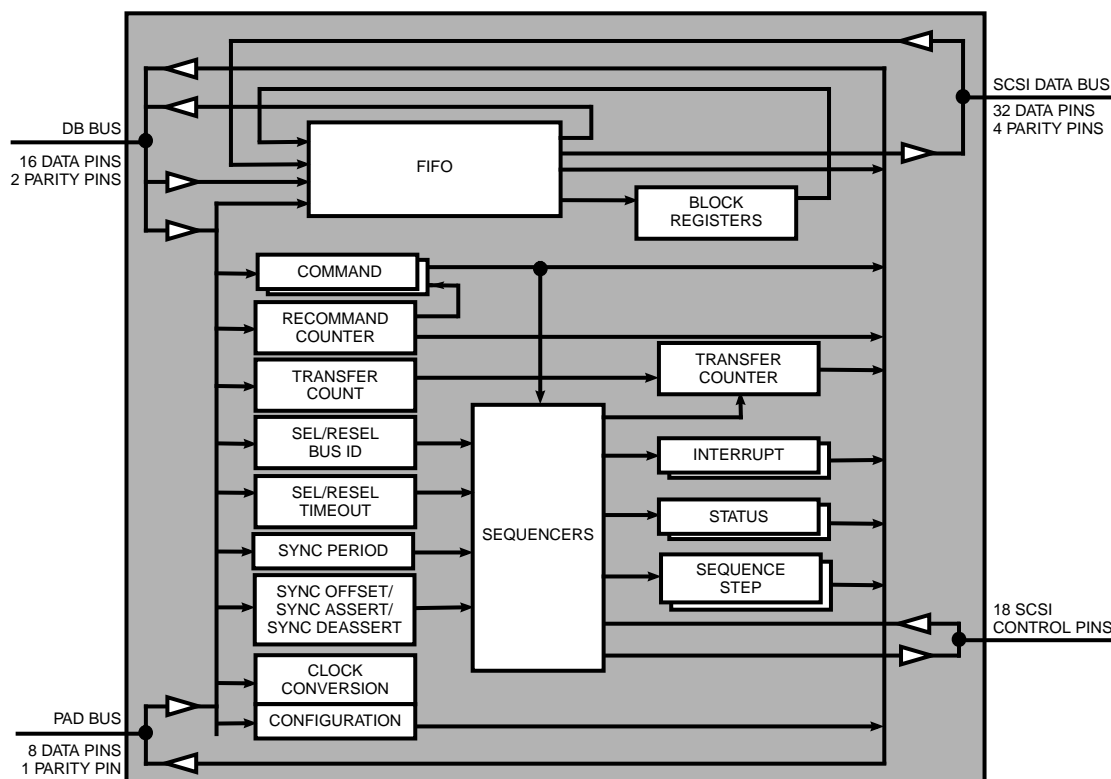 SCSI DATA BUS
32 DATA PINS
4 PARITY PINS
DB BUS
16 DATA PINS
2 PARITY PINS
FIFO
BLOCK
REGISTERS
COMMAND
RECOMMAND
COUNTER
TRANSFER
COUNT
TRANSFER
COUNTER
SEL/RESEL
BUS ID
INTERRUPT
SEL/RESEL
TIMEOUT
STATUS
SEQUENCERS
SYNC PERIOD
SEQUENCE
STEP
SYNC OFFSET/
SYNC ASSERT/
SYNC DEASSERT
18 SCSI
CONTROL PINS
CLOCK
CONVERSION
CONFIGURATION
PAD BUS
8 DATA PINS
1 PARITY PIN